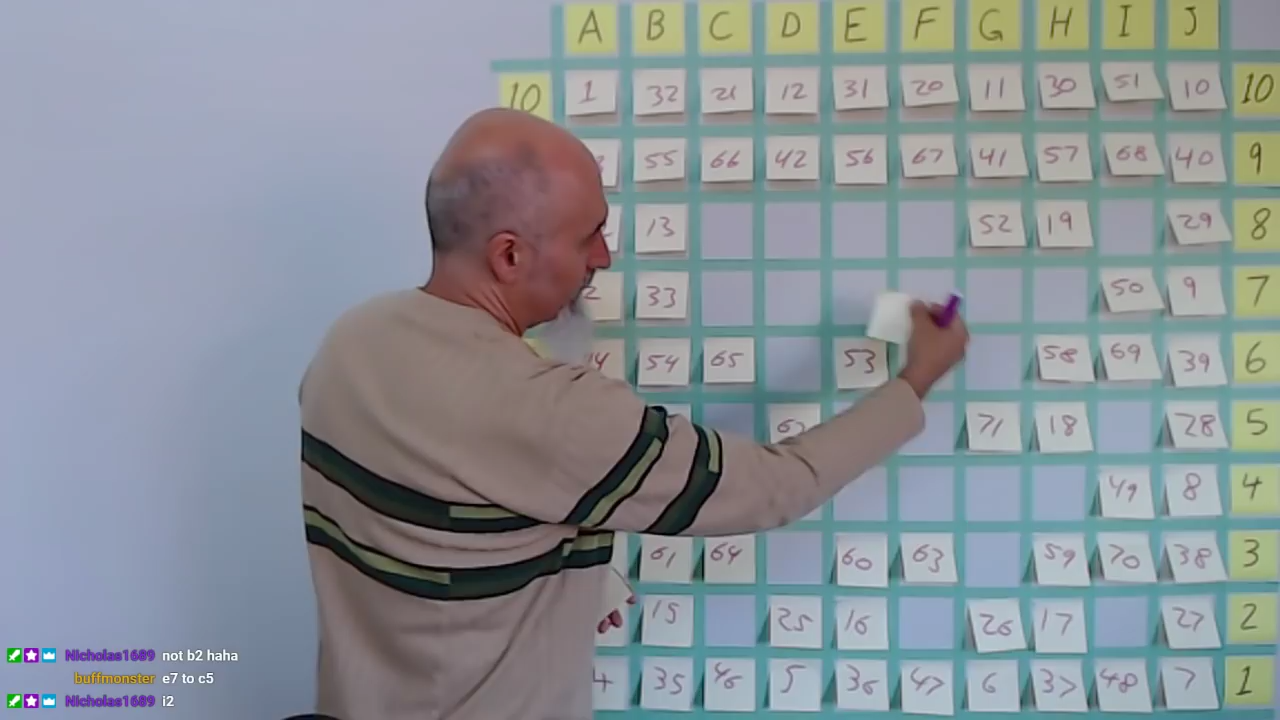 A B C D E F G H I J
10 1 32 21 12 31 20 11 30 51 10 10
55 66 42 56 67 41 57 68 40 9
13 52 19 29 8
2 33 50 9 7
54 65 53 58 69 39 6
71 18 28 5
49 8 4
61 64 60 63 59 70 38 3
15 25 16 26 17 27 2
4 35 46 5 36 47 6 37 48 7 1
Nicholas1689 not b2 haha
buffmonster e7 to c5
Nicholas1689 i2